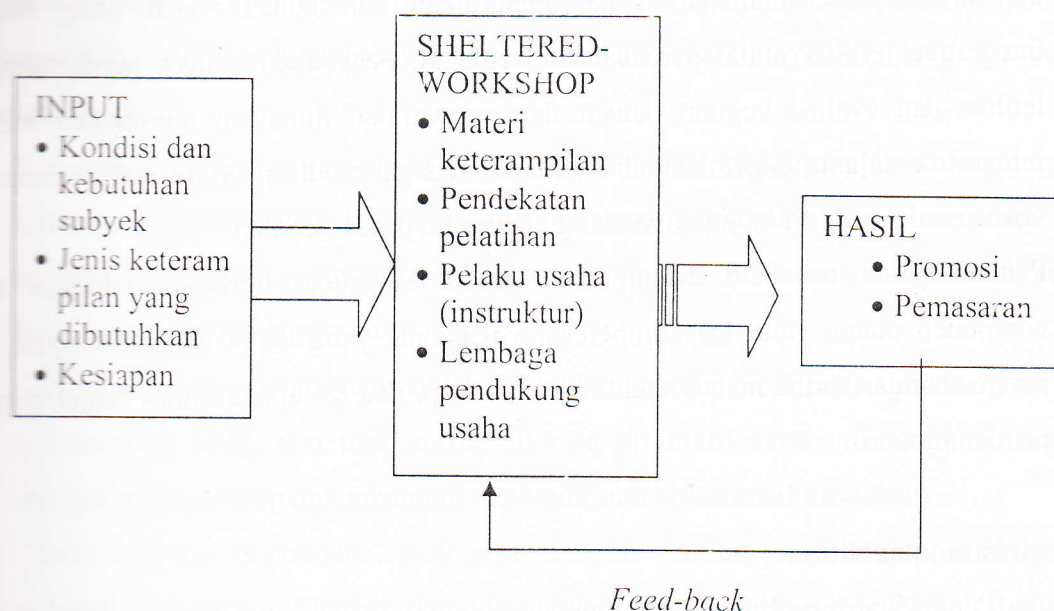 INPUT
• Kondisi dan
kebutuhan
subyek
• Jenis keteram
pilan yang
dibutuhkan
• Kesiapan
SHELTERED-
WORKSHOP
• Materi
keterampilan
• Pendekatan
pelatihan
• Pelaku usaha
(instruktur)
• Lembaga
pendukung
usaha
HASIL
• Promosi
• Pemasaran
Feed-back